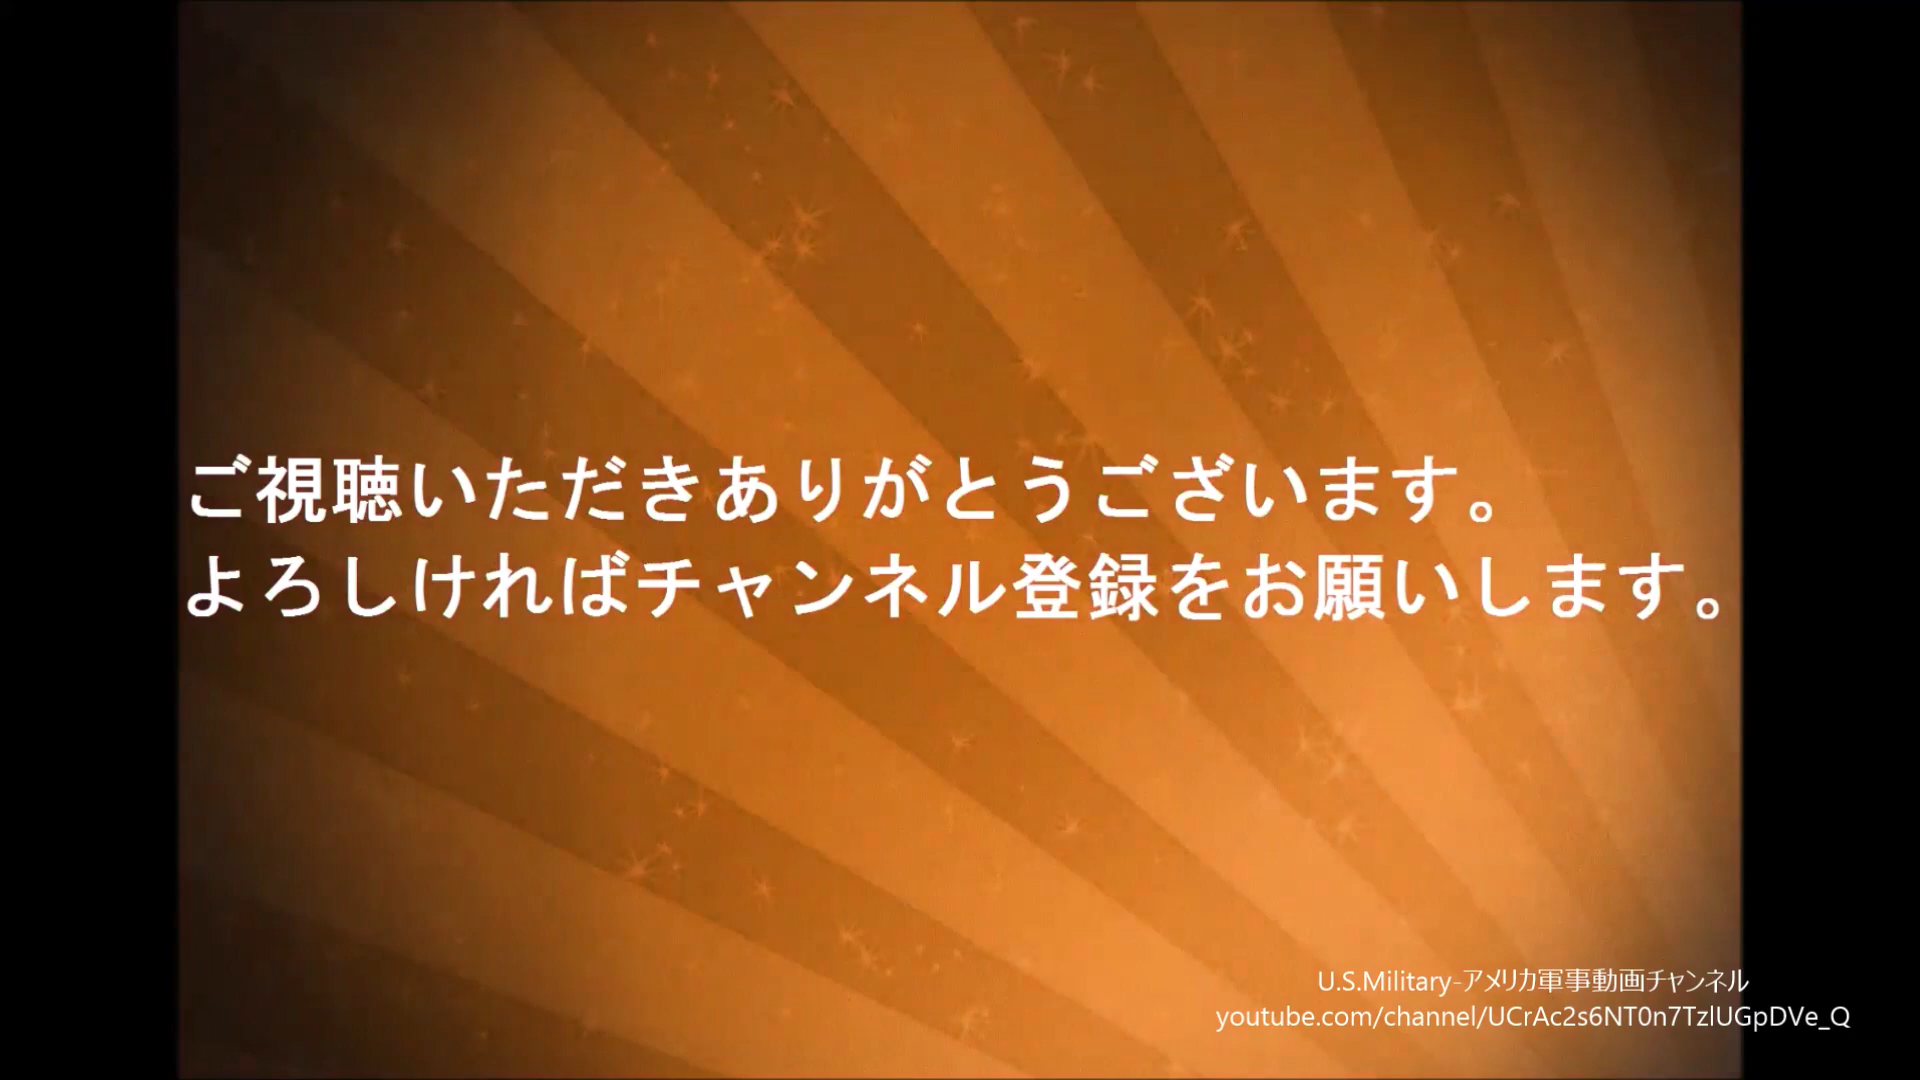 ご視聴いただきありがとうございます。
よろしければチャンネル登録をお願いします。
U.S.Military-アメリカ軍事動画チャンネル
youtube.com/channel/UCrAc2s6NT0n7TzlUGpDVe_Q